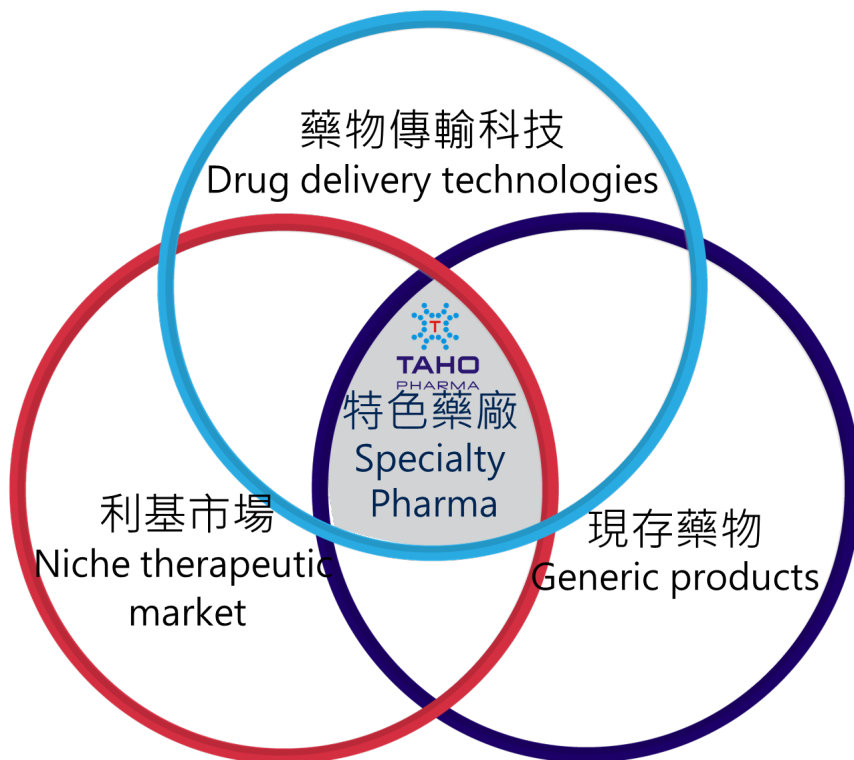 藥物傳輸科技
Drug delivery technologies
T
TAHO
PHARMA
特色藥廠
Specialty
Pharma
利基市場
Niche therapeutic
market
現存藥物
Generic products